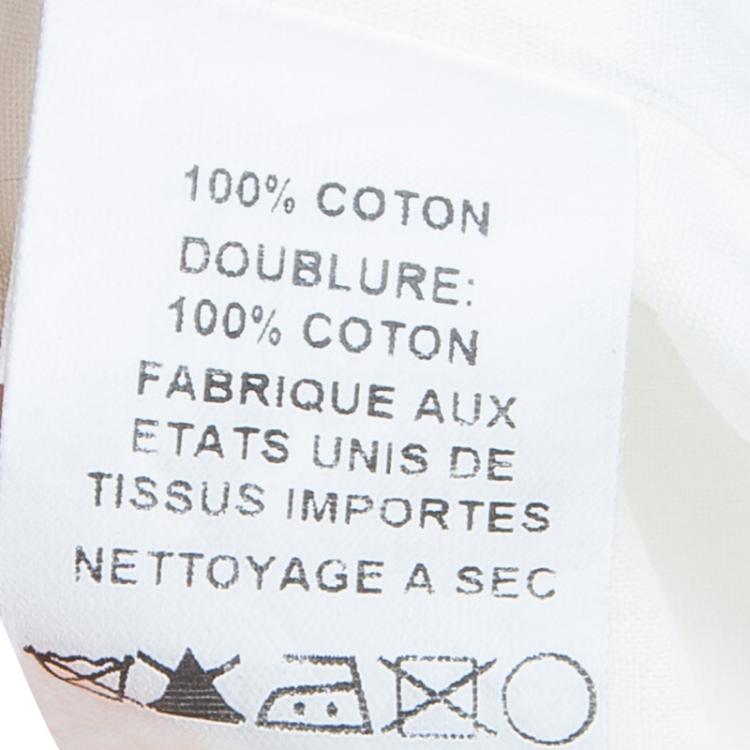 100% COTON
DOUBLURE:
100% COTON
FABRIQUE AUX
ETATS UNIS DE
TISSUS IMPORTES
NETTOYAGE A SEC